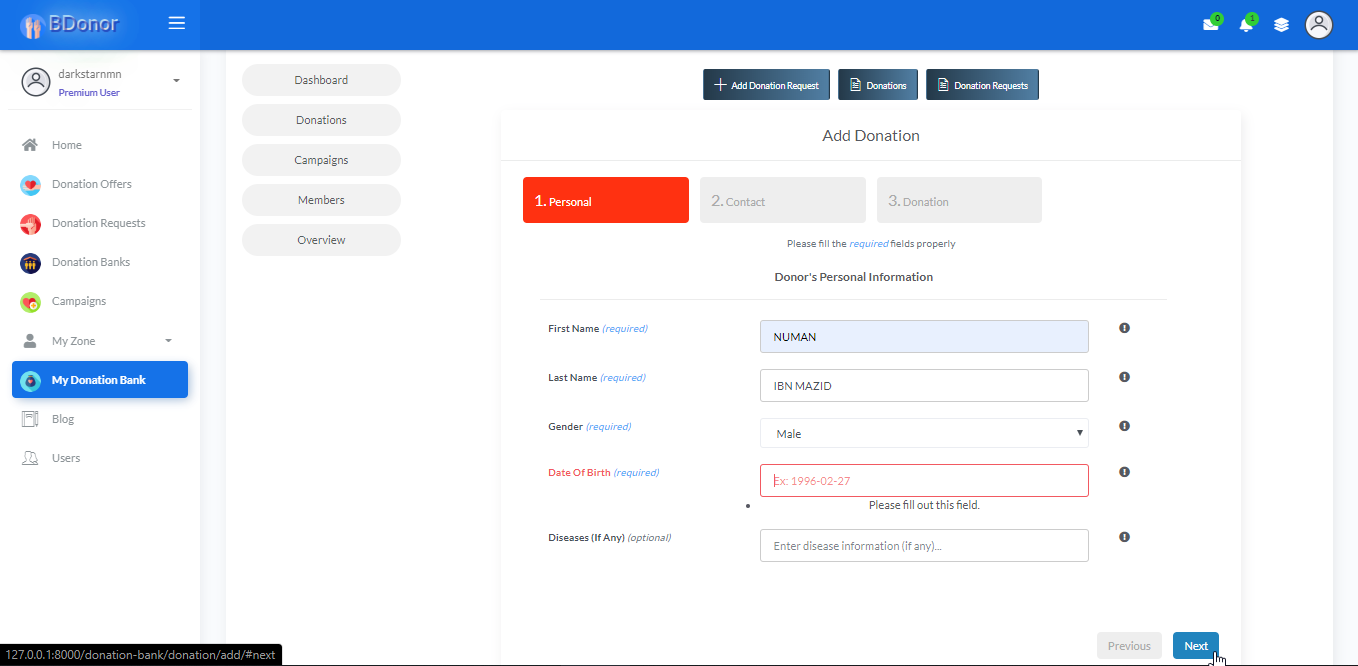 BDonor
0
1
darkstarnmn
Premium User
Home
Donation Offers
Donation Requests
Donation Banks
Campaigns
My Zone
My Donation Bank
Blog
Users
Dashboard
Donations
Campaigns
Members
Overview
Add Donation Request
Donations
Donation Requests
Add Donation
1. Personal
2. Contact
3. Donation
Please fill the required fields properly
Donor's Personal Information
First Name (required)
NUMAN
Last Name (required)
IBN MAZID
Gender (required)
Male
Date Of Birth (required)
Ex: 1996-02-27
Please fill out this field.
Diseases (If Any) (optional)
Enter disease information (if any)...
Previous
Next
127.0.0.1:8000/donation-bank/donation/add/#next